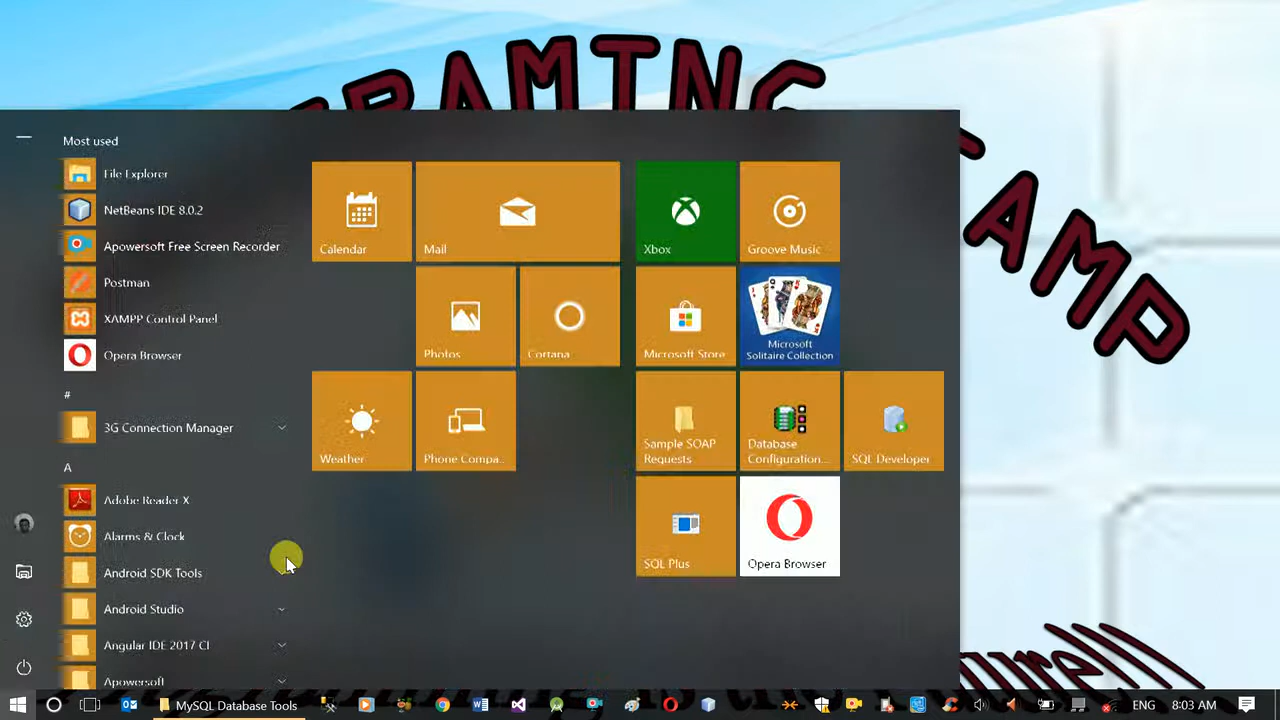 Most used
File Explorer
NetBeans IDE 8.0.2
Apowersoft Free Screen Recorder
Postman
XAMPP Control Panel
Opera Browser
#
3G Connection Manager
A
Adobe Reader X
Alarms & Clock
Android SDK Tools
Android Studio
Angular IDE 2017 CI
Apowersoft
Calendar
Mail
Xbox
Groove Music
Photos
Cortana
Microsoft Store
Microsoft
Solitaire Collection
Weather
Phone Compa..
Sample SOAP
Requests
Database
Configuration...
SQL Developer
SQL Plus
Opera Browser
MySQL Database Tools
ENG
8:03 AM